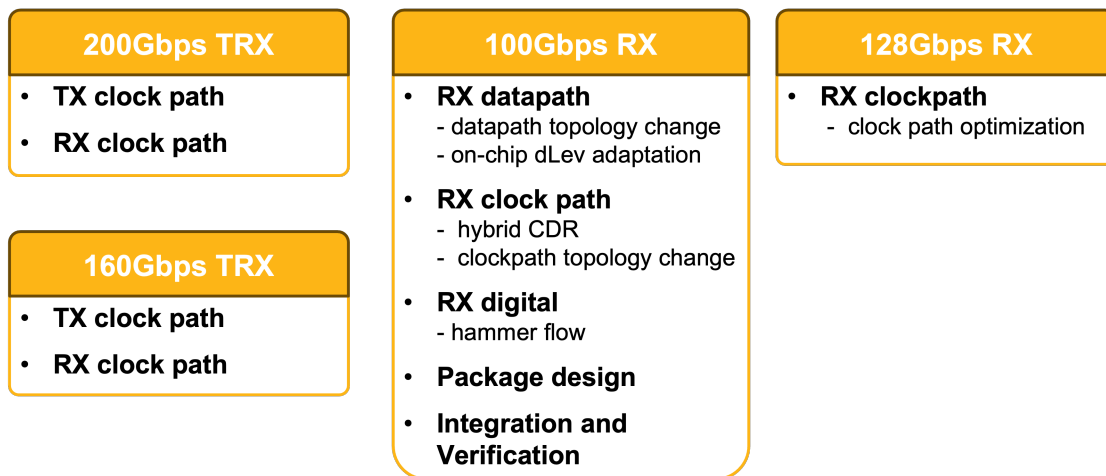 200Gbps TRX
• TX clock path
• RX clock path
160Gbps TRX
• TX clock path
• RX clock path
100Gbps RX
• RX datapath
- datapath topology change
- on-chip dLev adaptation
• RX clock path
- hybrid CDR
- clockpath topology change
• RX digital
- hammer flow
• Package design
• Integration and
Verification
128Gbps RX
• RX clockpath
- clock path optimization